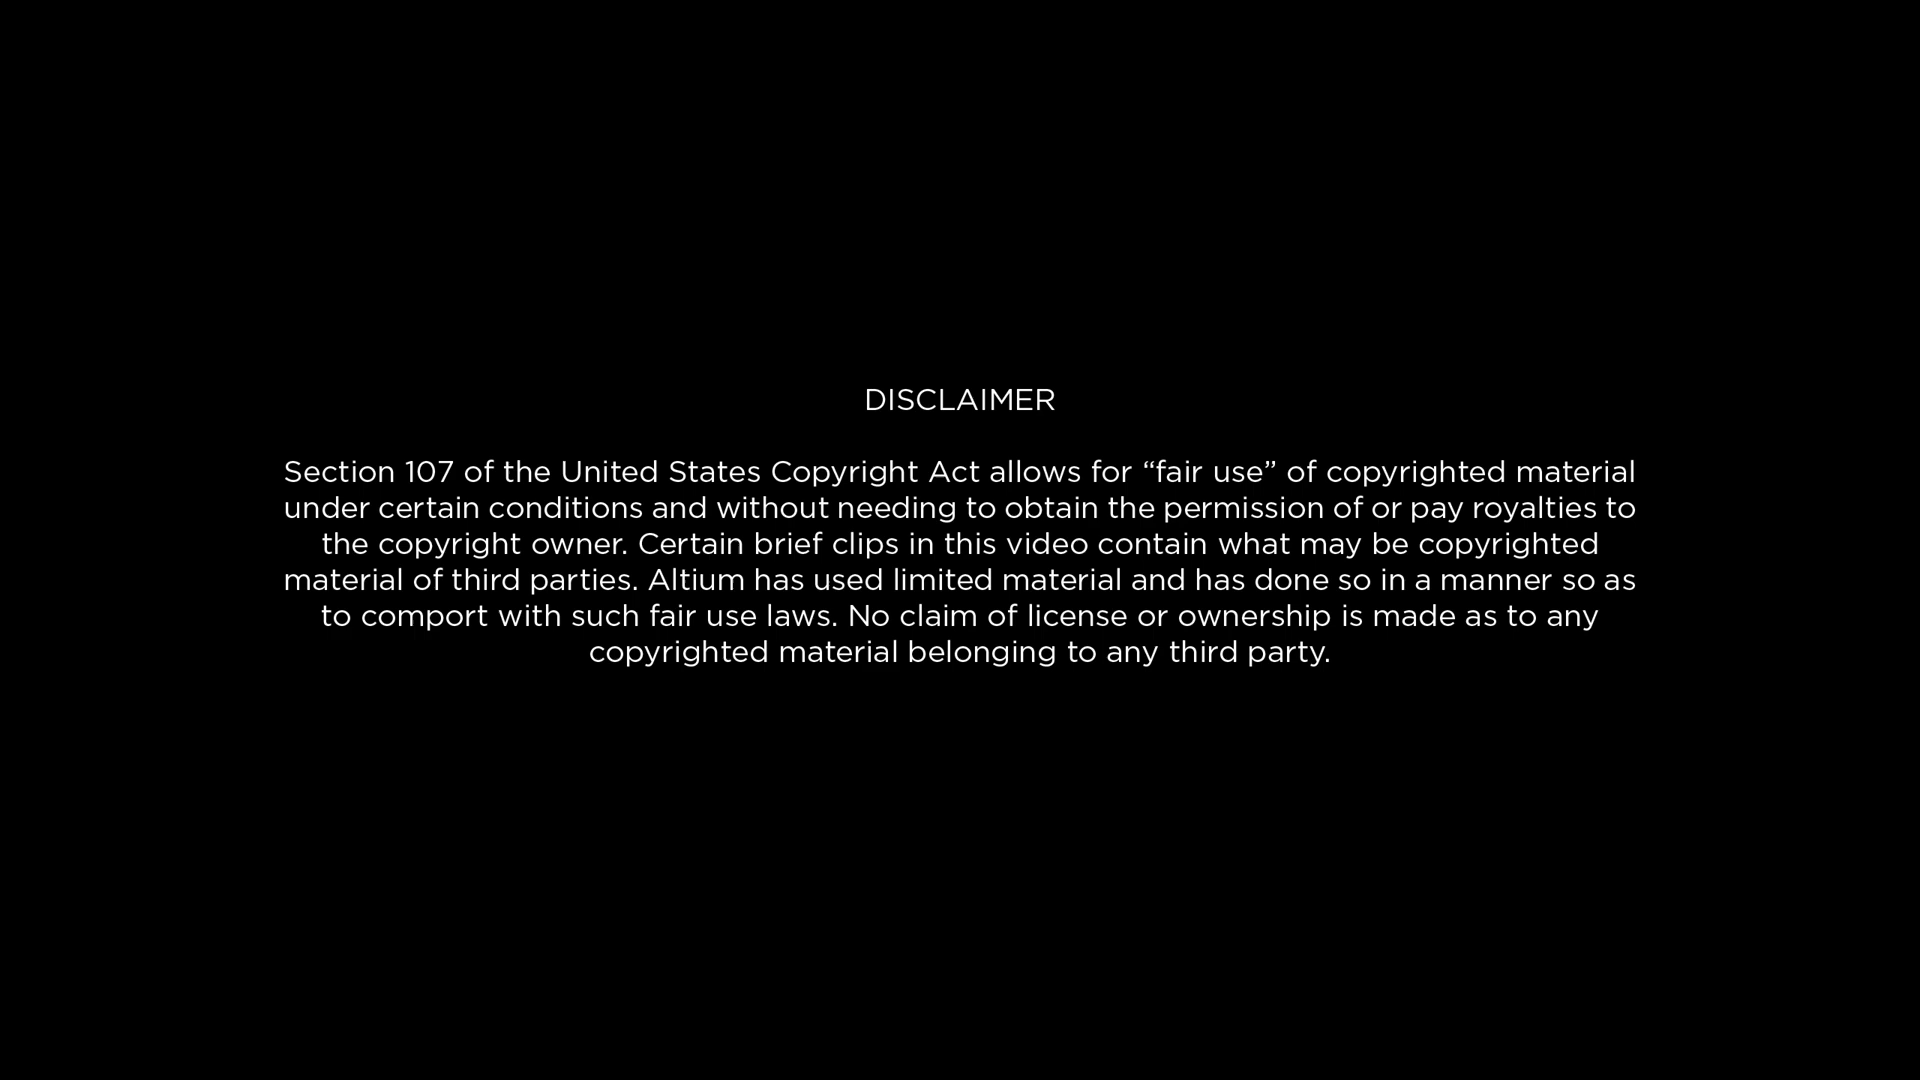 DISCLAIMER
Section 107 of the United States Copyright Act allows for “fair use” of copyrighted material
under certain conditions and without needing to obtain the permission of or pay royalties to
the copyright owner. Certain brief clips in this video contain what may be copyrighted
material of third parties. Altium has used limited material and has done so in a manner so as
to comport with such fair use laws. No claim of license or ownership is made as to any
copyrighted material belonging to any third party.